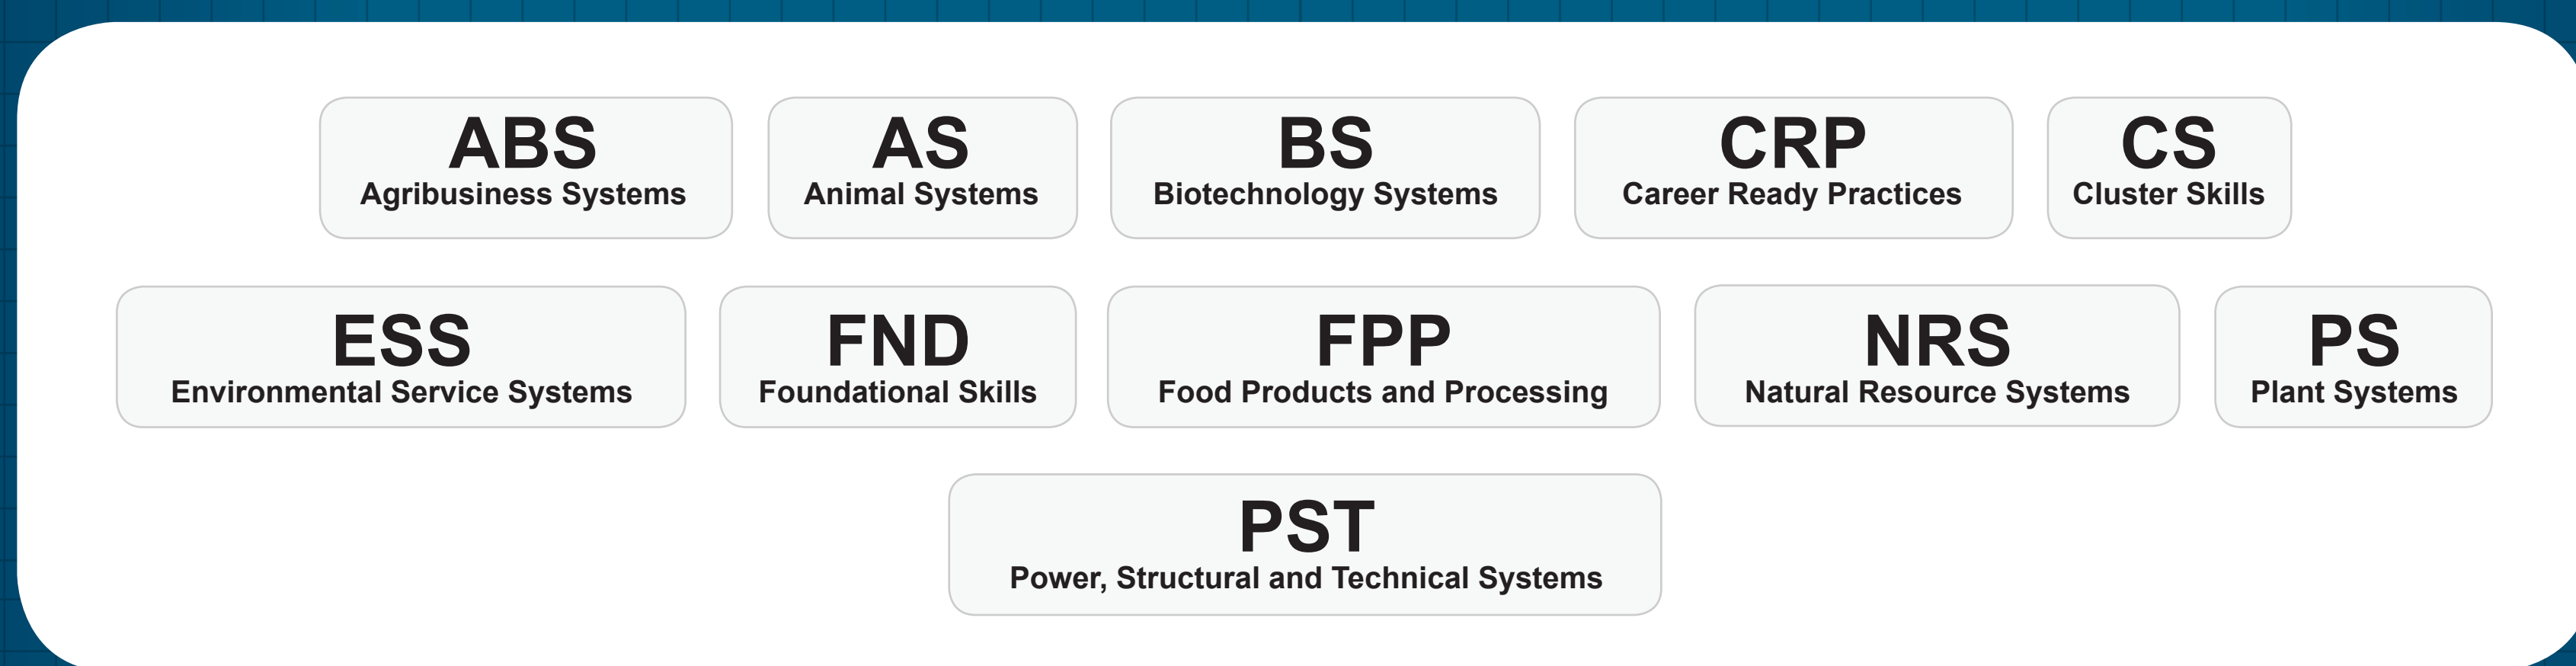 ABS
Agribusiness Systems
AS
Animal Systems
BS
Biotechnology Systems
CRP
Career Ready Practices
CS
Cluster Skills
ESS
Environmental Service Systems
FND
Foundational Skills
FPP
Food Products and Processing
NRS
Natural Resource Systems
PS
Plant Systems
PST
Power, Structural and Technical Systems